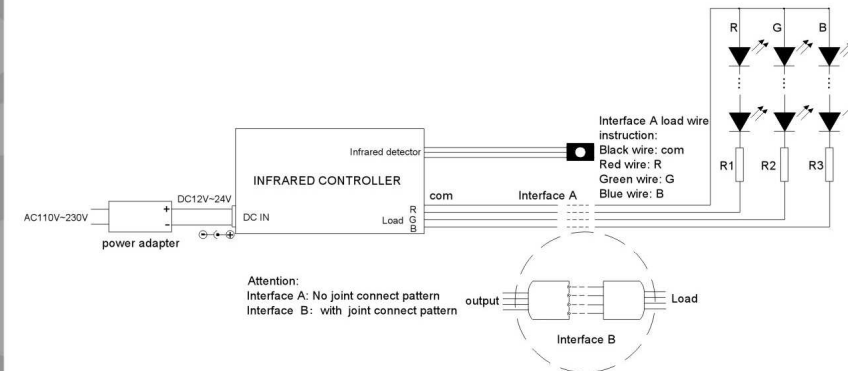 R G B
Interface A load wire
instruction:
Black wire: com
Red wire: R
Green wire: G
Blue wire: B
R1 R2 R3
Infrared detector
INFRARED CONTROLLER
com
Interface A
DC12V~24V
AC110V~230V
+
-
DC IN
Load
R
G
B
power adapter
Attention:
Interface A: No joint connect pattern
Interface B: with joint connect pattern
output
Load
Interface B